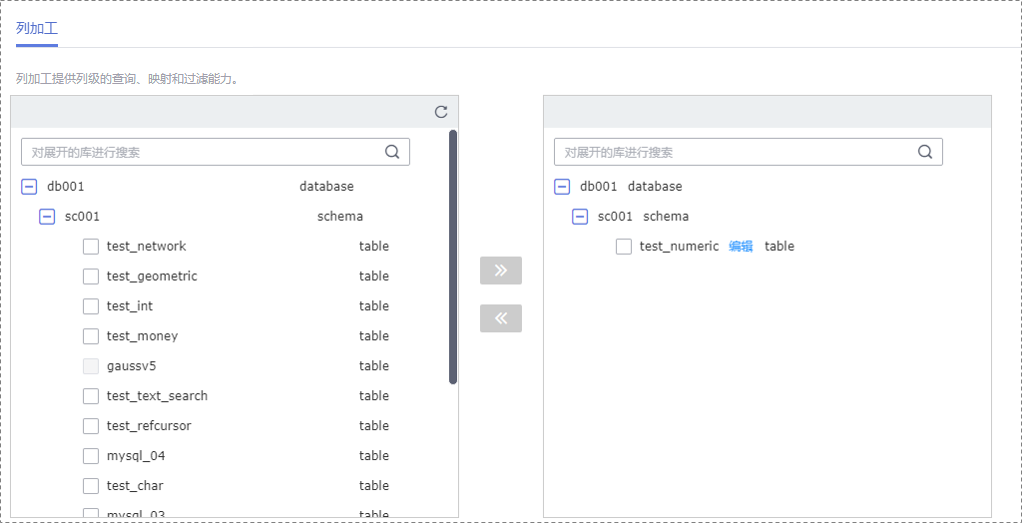 列加工
列加工提供列级的查询、映射和过滤能力。
对展开的库进行搜索
db001 database
sc001 schema
test_network table
test_geometric table
test_int table
test_money table
gaussv5 table
test_text_search table
test_refcursor table
mysql_04 table
test_char table
mysql_03 table
对展开的库进行搜索
db001 database
sc001 schema
test_numeric 编辑 table